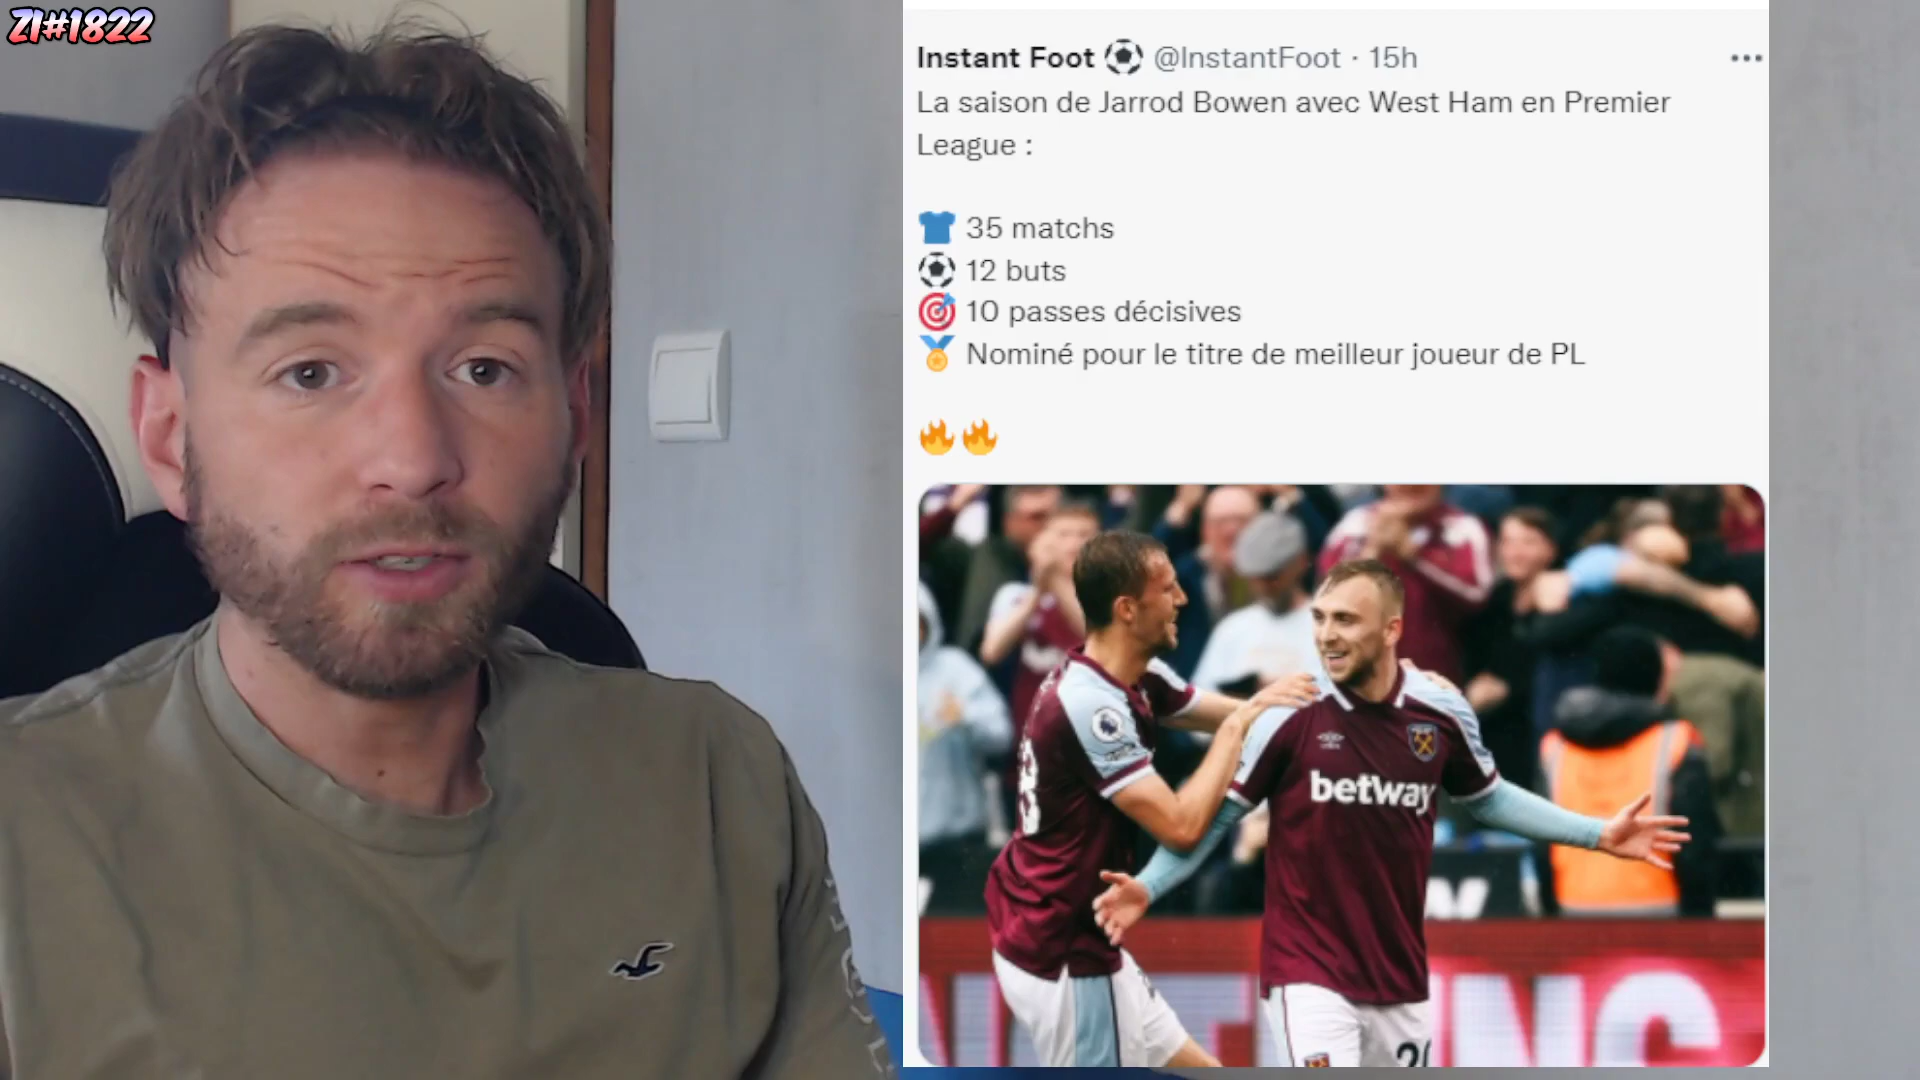 ZI#1822
Instant Foot @InstantFoot · 15h
La saison de Jarrod Bowen avec West Ham en Premier
League :
35 matchs
12 buts
10 passes décisives
Nominé pour le titre de meilleur joueur de PL
betway
20